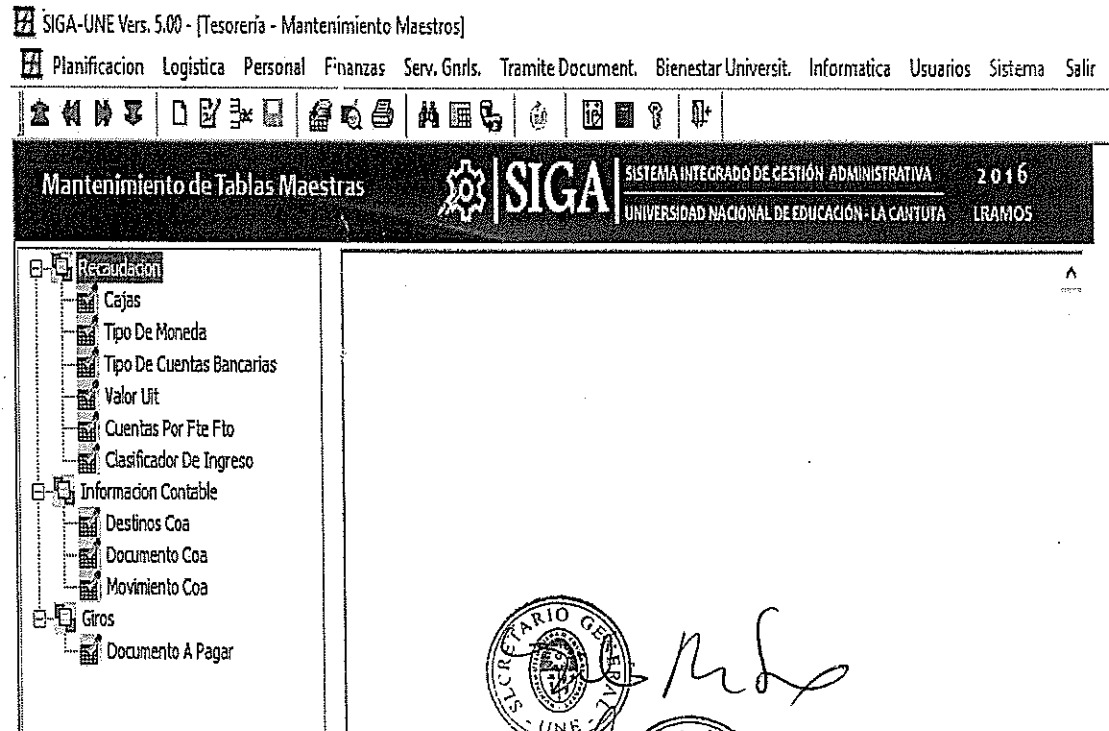 SIGA-UNE Vers. 5.00 - [Tesorería - Mantenimiento Maestros]
Planificacion Logistica Personal Finanzas Serv. Gnrls. Tramite Document. Bienestar Universit. Informatica Usuarios Sistema Salir
Mantenimiento de Tablas Maestras
SIGA
SISTEMA INTEGRADO DE GESTIÓN ADMINISTRATIVA 2016
UNIVERSIDAD NACIONAL DE EDUCACIÓN - LA CANTUTA LRAMOS
Recaudacion
Cajas
Tipo De Moneda
Tipo De Cuentas Bancarias
Valor Uit
Cuentas Por Fte Fto
Clasificador De Ingreso
Informacion Contable
Destinos Coa
Documento Coa
Movimiento Coa
Giros
Documento A Pagar
SECRETARIO GENERAL
UNE